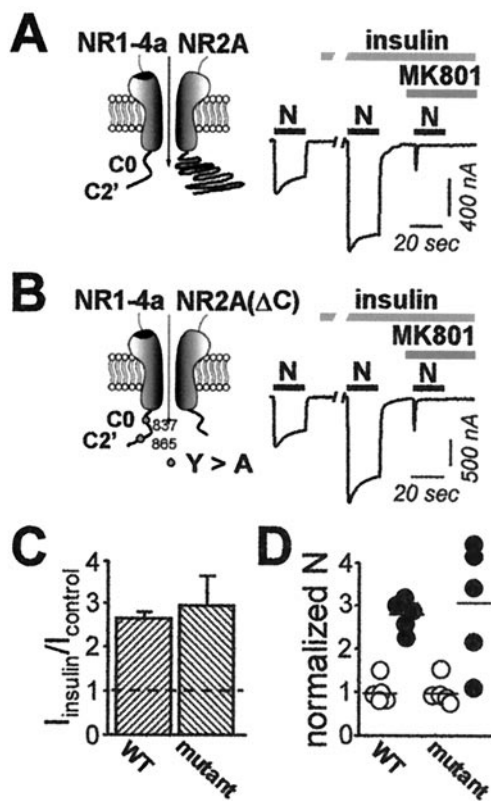 A
NR1-4a NR2A
C0
C2'
insulin
MK801
N N N
400 nA
20 sec
B
NR1-4a NR2A(ΔC)
C0
837
C2'
865
Y > A
insulin
MK801
N N N
500 nA
20 sec
C
Iinsulin/Icontrol
4
3
2
1
0
WT
mutant
D
normalized N
4
3
2
1
0
WT
mutant